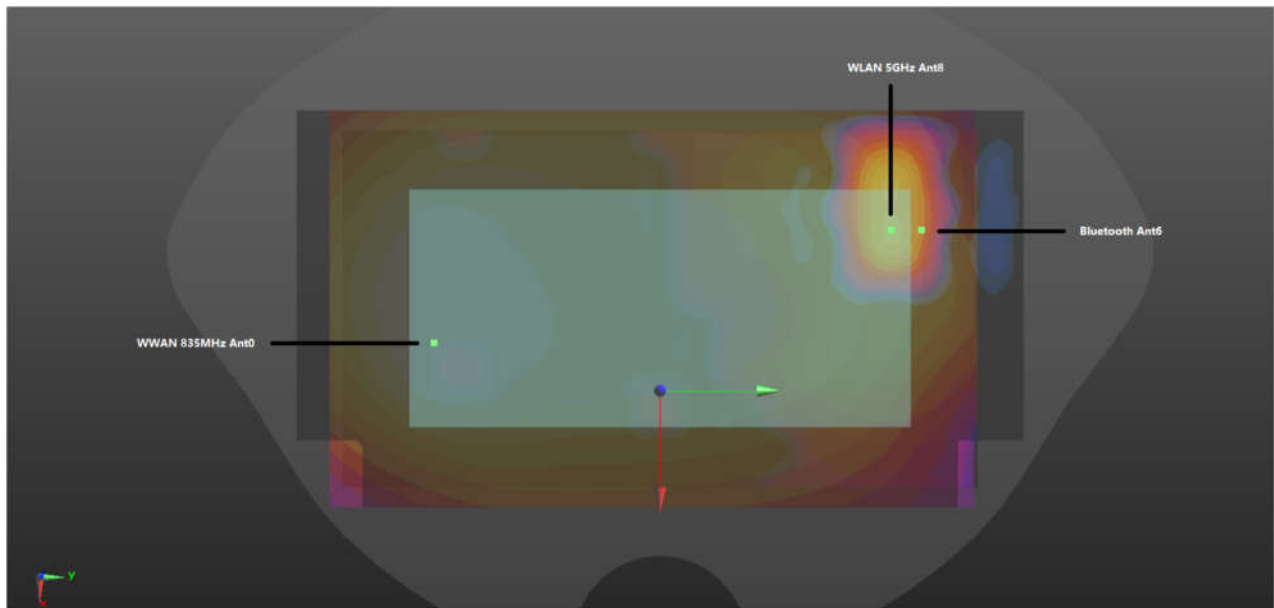 WLAN 5GHz Ant8
Bluetooth Ant6
WWAN 835MHz Ant0
y
x